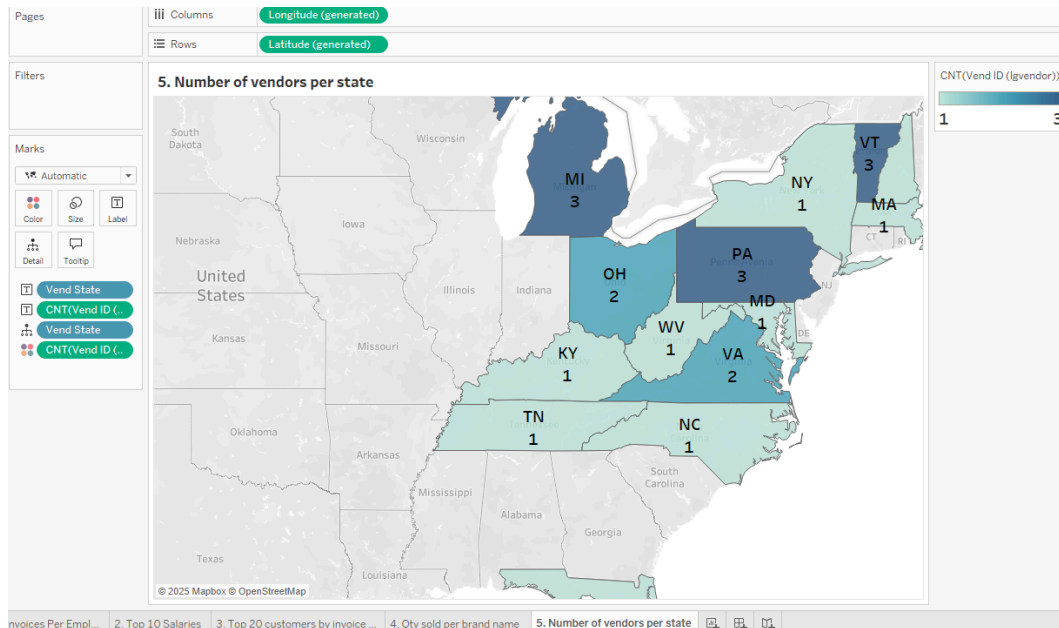 Pages
Columns
Longitude (generated)
Rows
Latitude (generated)
Filters
Marks
Automatic
Color
Size
Label
Detail
Tooltip
Vend State
CNT(Vend ID (..
Vend State
CNT(Vend ID (..
5. Number of vendors per state
South
Dakota
Wisconsin
Iowa
Nebraska
United
States
Illinois
Indiana
Kansas
Missouri
Oklahoma
Arkansas
Mississippi
Alabama
Georgia
South
Carolina
Texas
Louisiana
CT
RI
NJ
DE
MI
3
VT
3
NY
1
MA
1
PA
3
OH
2
MD
1
WV
1
VA
2
KY
1
TN
1
NC
1
© 2025 Mapbox © OpenStreetMap
CNT(Vend ID (lgvendor))
1
3
nvoices Per Empl...
2. Top 10 Salaries
3. Top 20 customers by invoice ...
4. Qty sold per brand name
5. Number of vendors per state